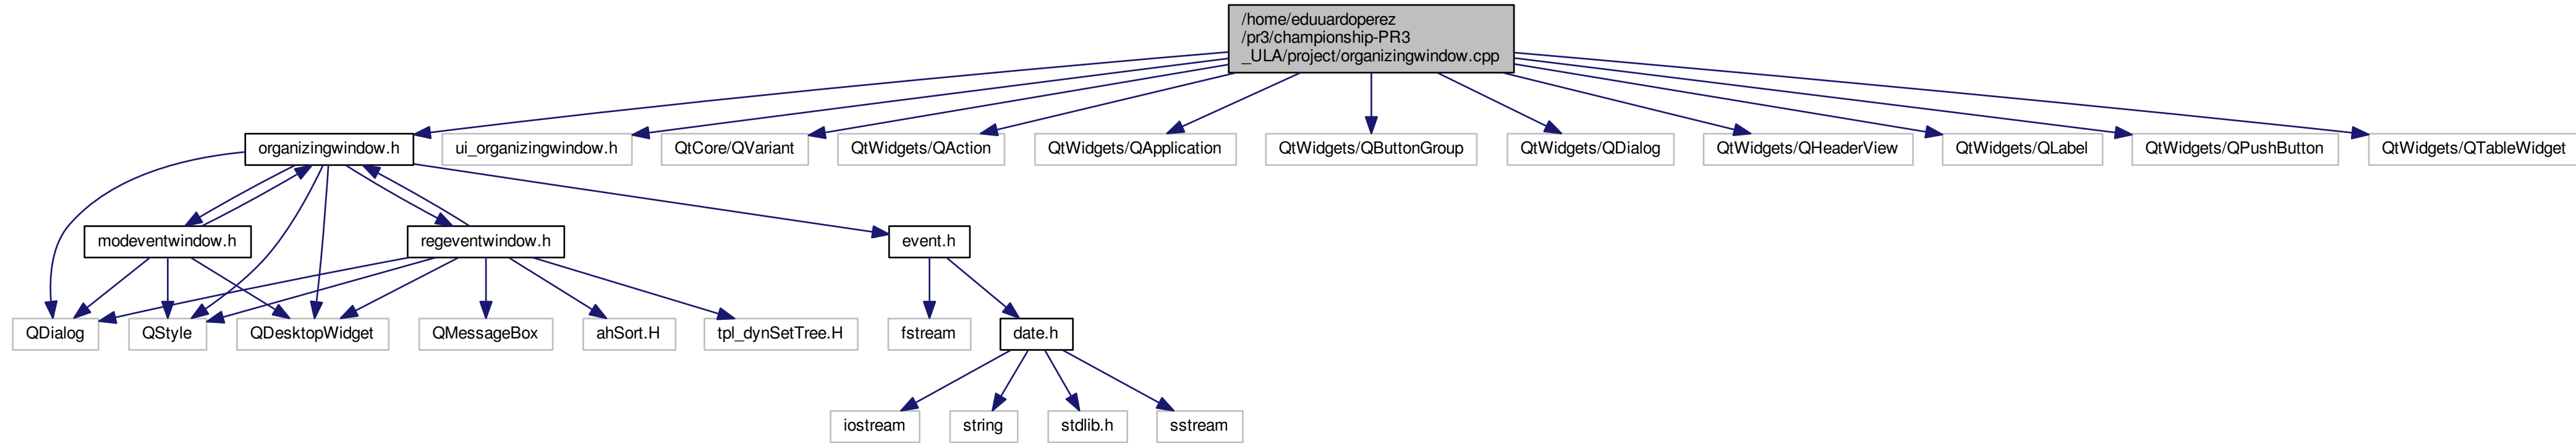 /home/eduuardoperez
/pr3/championship-PR3
_ULA/project/organizingwindow.cpp
organizingwindow.h
ui_organizingwindow.h
QtCore/QVariant
QtWidgets/QAction
QtWidgets/QApplication
QtWidgets/QButtonGroup
QtWidgets/QDialog
QtWidgets/QHeaderView
QtWidgets/QLabel
QtWidgets/QPushButton
QtWidgets/QTableWidget
modeventwindow.h
regeventwindow.h
event.h
QDialog
QStyle
QDesktopWidget
QMessageBox
ahSort.H
tpl_dynSetTree.H
fstream
date.h
iostream
string
stdlib.h
sstream